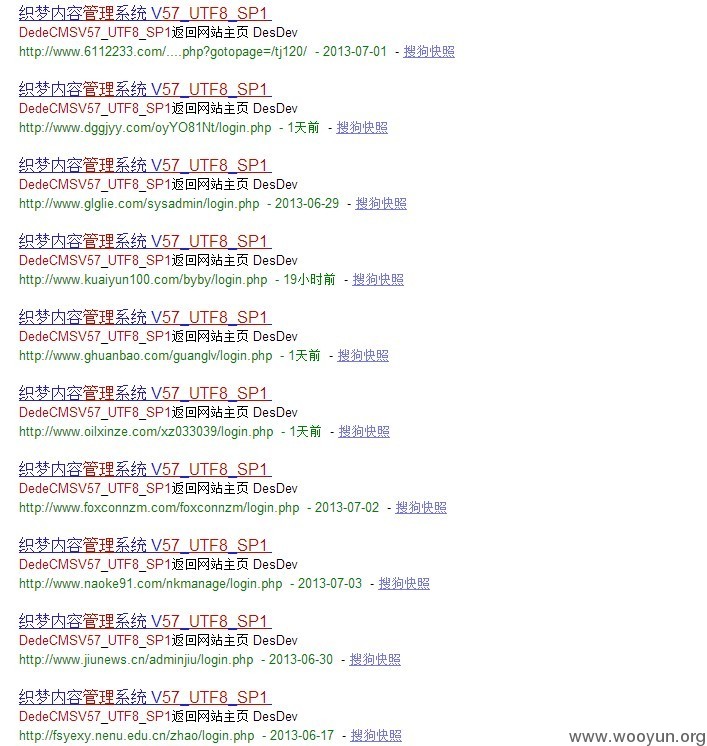 织梦内容管理系统 V57_UTF8_SP1
DedeCMSV57_UTF8_SP1返回网站主页 DesDev
http://www.6112233.com/....php?gotopage=/tj120/ - 2013-07-01 - 搜狗快照
织梦内容管理系统 V57_UTF8_SP1
DedeCMSV57_UTF8_SP1返回网站主页 DesDev
http://www.dggjyy.com/oyYO81Nt/login.php - 1天前 - 搜狗快照
织梦内容管理系统 V57_UTF8_SP1
DedeCMSV57_UTF8_SP1返回网站主页 DesDev
http://www.glglie.com/sysadmin/login.php - 2013-06-29 - 搜狗快照
织梦内容管理系统 V57_UTF8_SP1
DedeCMSV57_UTF8_SP1返回网站主页 DesDev
http://www.kuaiyun100.com/byby/login.php - 19小时前 - 搜狗快照
织梦内容管理系统 V57_UTF8_SP1
DedeCMSV57_UTF8_SP1返回网站主页 DesDev
http://www.ghuanbao.com/guanglv/login.php - 1天前 - 搜狗快照
织梦内容管理系统 V57_UTF8_SP1
DedeCMSV57_UTF8_SP1返回网站主页 DesDev
http://www.oilxinze.com/xz033039/login.php - 1天前 - 搜狗快照
织梦内容管理系统 V57_UTF8_SP1
DedeCMSV57_UTF8_SP1返回网站主页 DesDev
http://www.foxconnzm.com/foxconnzm/login.php - 2013-07-02 - 搜狗快照
织梦内容管理系统 V57_UTF8_SP1
DedeCMSV57_UTF8_SP1返回网站主页 DesDev
http://www.naoke91.com/nkmanage/login.php - 2013-07-03 - 搜狗快照
织梦内容管理系统 V57_UTF8_SP1
DedeCMSV57_UTF8_SP1返回网站主页 DesDev
http://www.jiunews.cn/adminjiu/login.php - 2013-06-30 - 搜狗快照
织梦内容管理系统 V57_UTF8_SP1
DedeCMSV57_UTF8_SP1返回网站主页 DesDev
http://fsyexy.nenu.edu.cn/zhao/login.php - 2013-06-17 - 搜狗快照
www.wooyun.org